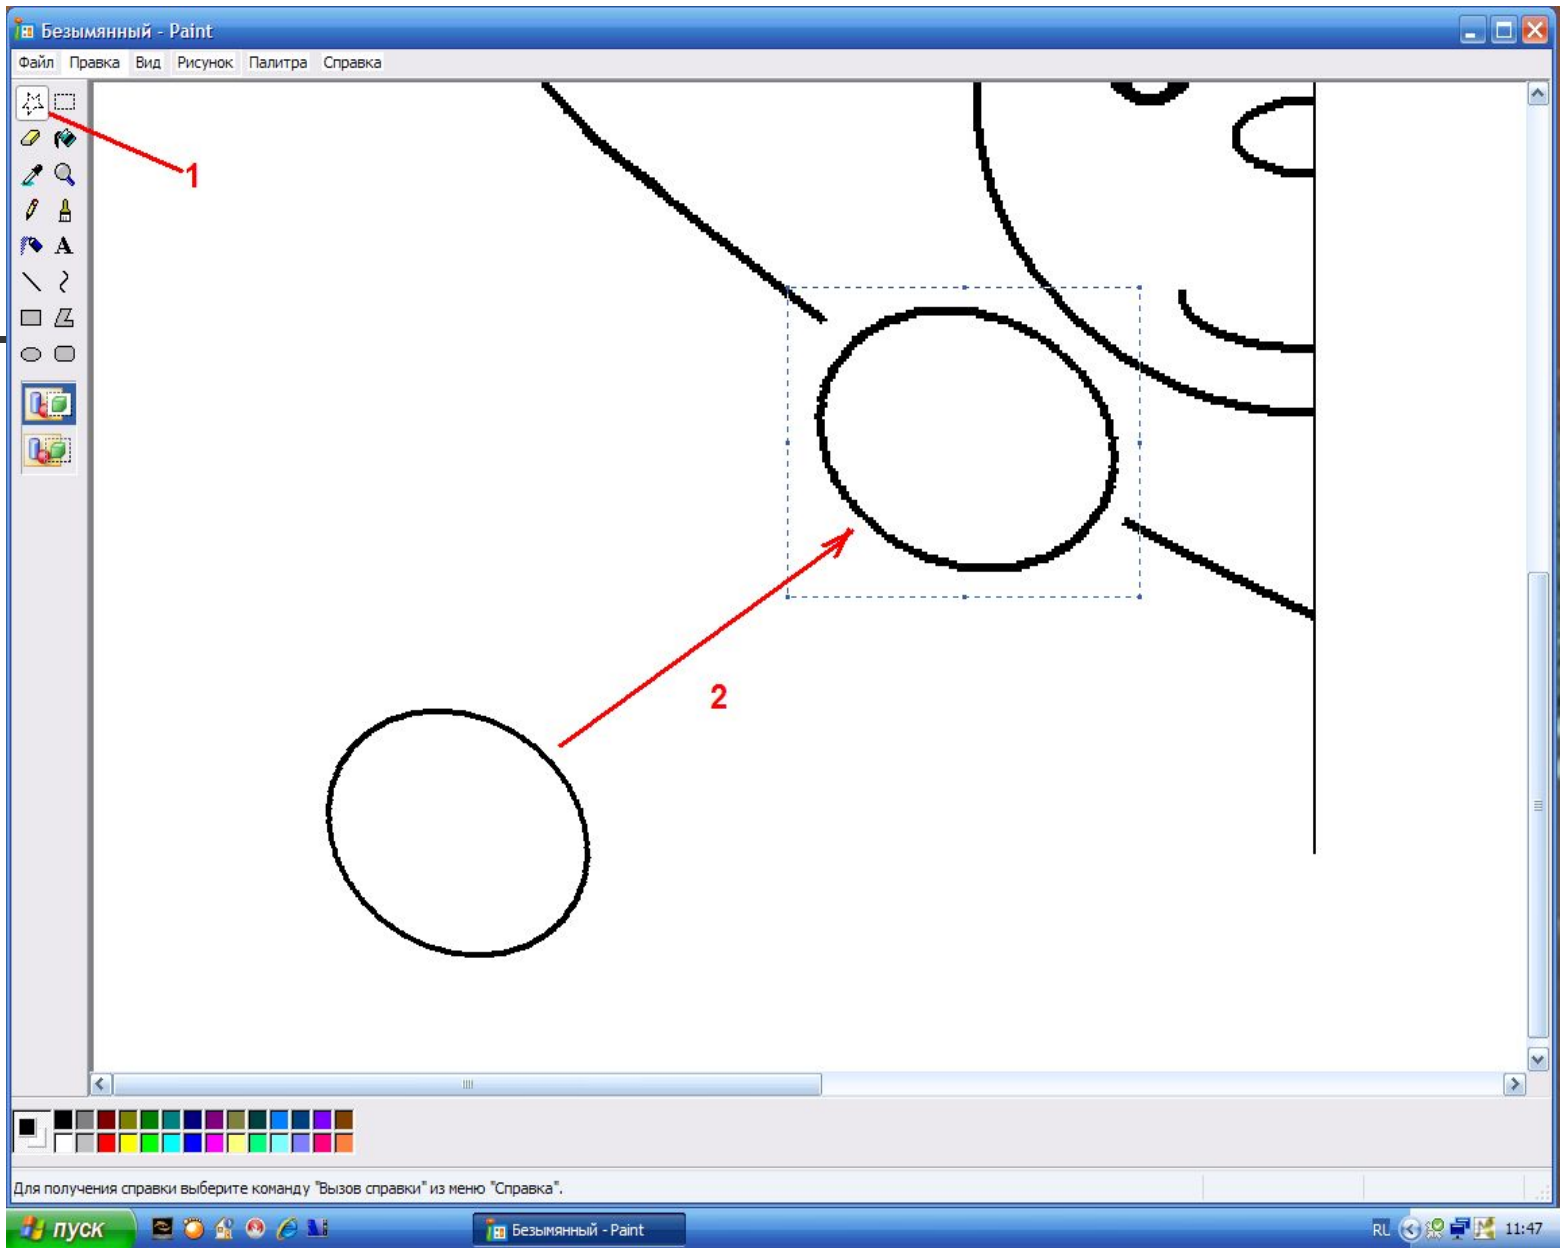 Безымянный - Paint
Файл Правка Вид Рисунок Палитра Справка
1
A
2
Для получения справки выберите команду "Вызов справки" из меню "Справка".
пуск
Безымянный - Paint
RU
11:47